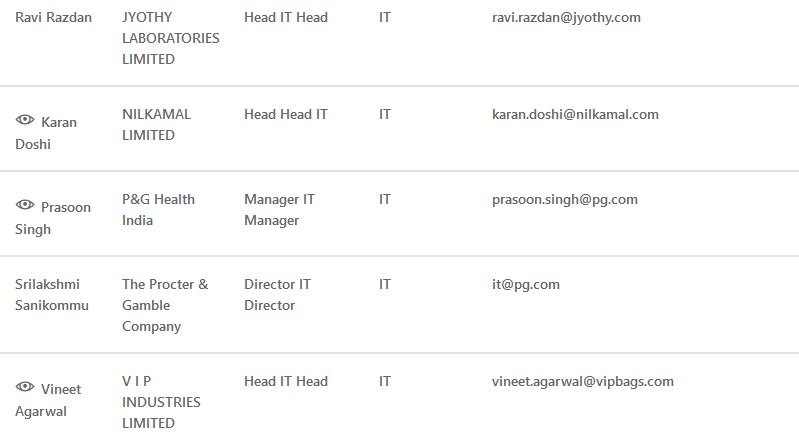 Ravi Razdan JYOTHY Head IT Head IT ravi.razdan@jyothy.com
LABORATORIES
LIMITED
Karan NILKAMAL Head Head IT IT karan.doshi@nilkamal.com
Doshi LIMITED
Prasoon P&G Health Manager IT IT prasoon.singh@pg.com
Singh India Manager
Srilakshmi The Procter & Director IT IT it@pg.com
Sanikommu Gamble Director
Company
Vineet V I P Head IT Head IT vineet.agarwal@vipbags.com
Agarwal INDUSTRIES
LIMITED